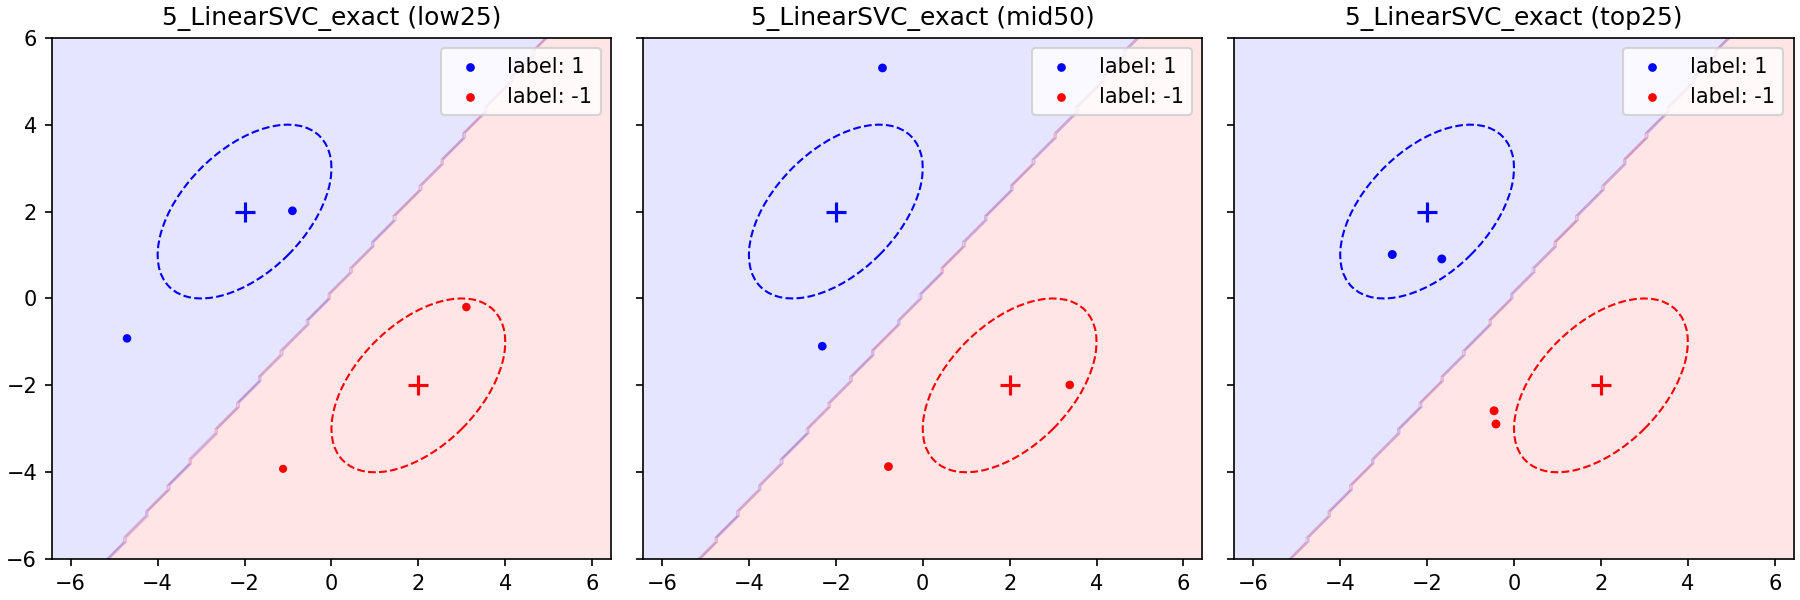 5_LinearSVC_exact (low25)
5_LinearSVC_exact (mid50)
5_LinearSVC_exact (top25)
label: 1
label: -1
label: 1
label: -1
label: 1
label: -1
6
4
2
0
−2
−4
−6
−6 −4 −2 0 2 4 6
−6 −4 −2 0 2 4 6
−6 −4 −2 0 2 4 6